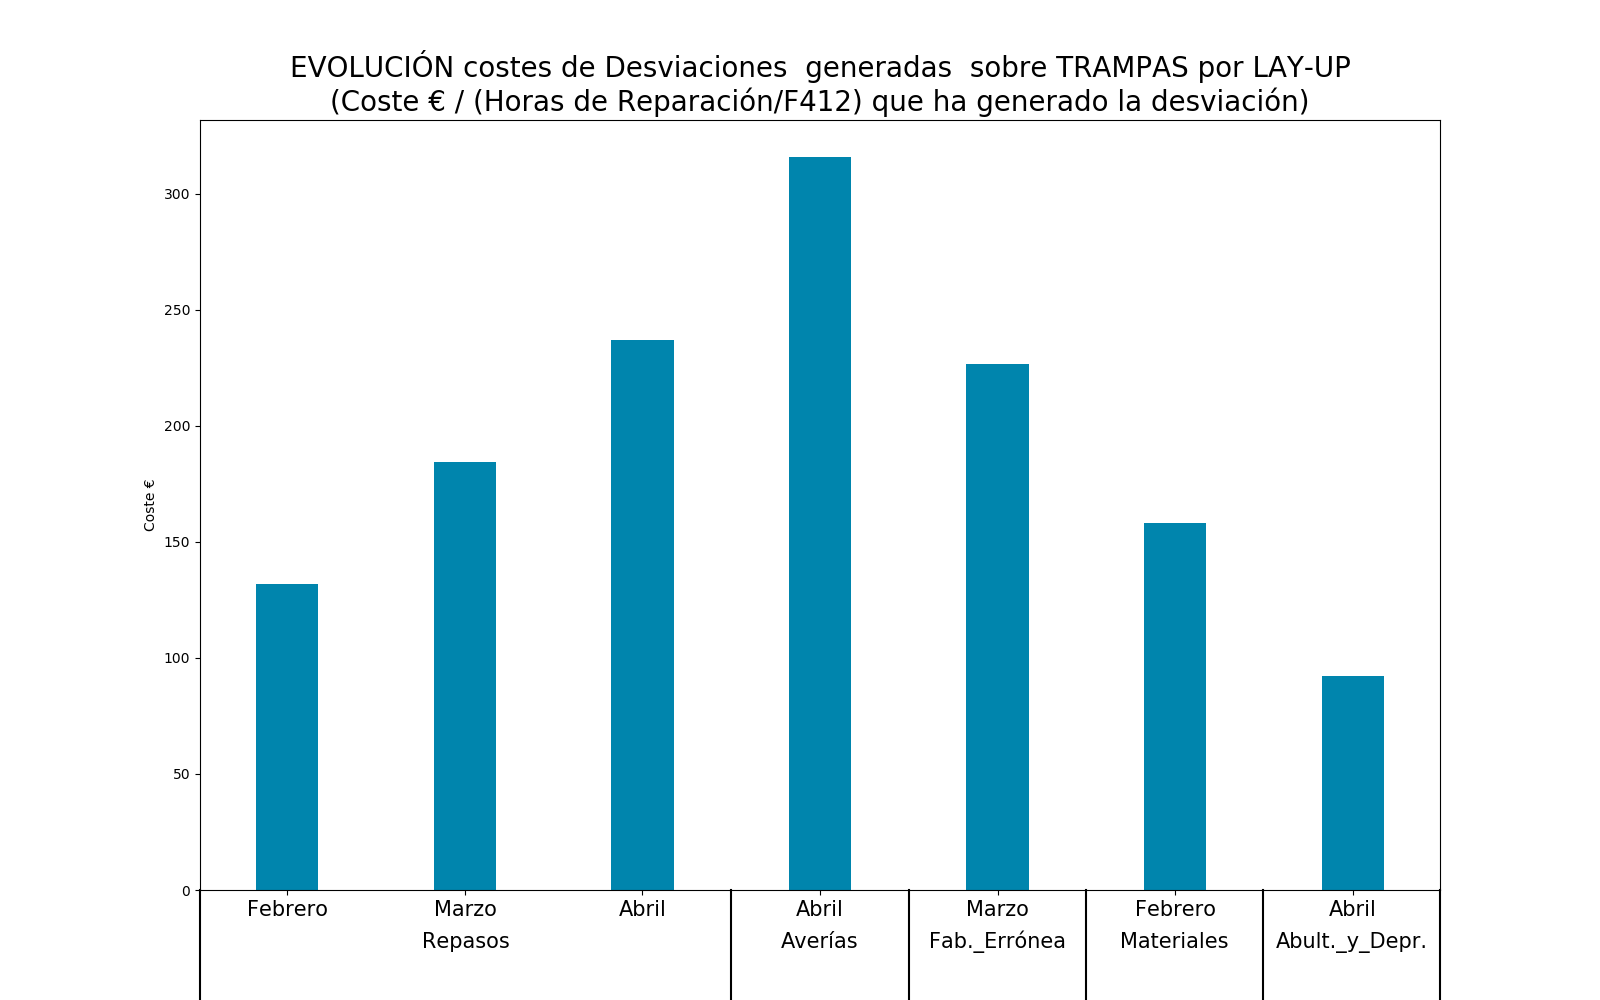 EVOLUCIÓN costes de Desviaciones  generadas  sobre TRAMPAS por LAY-UP
(Coste € / (Horas de Reparación/F412) que ha generado la desviación)
300
250
200
150
100
50
0
Coste €
Febrero Marzo Abril Abril Marzo Febrero Abril
Repasos Averías Fab._Errónea Materiales Abult._y_Depr.